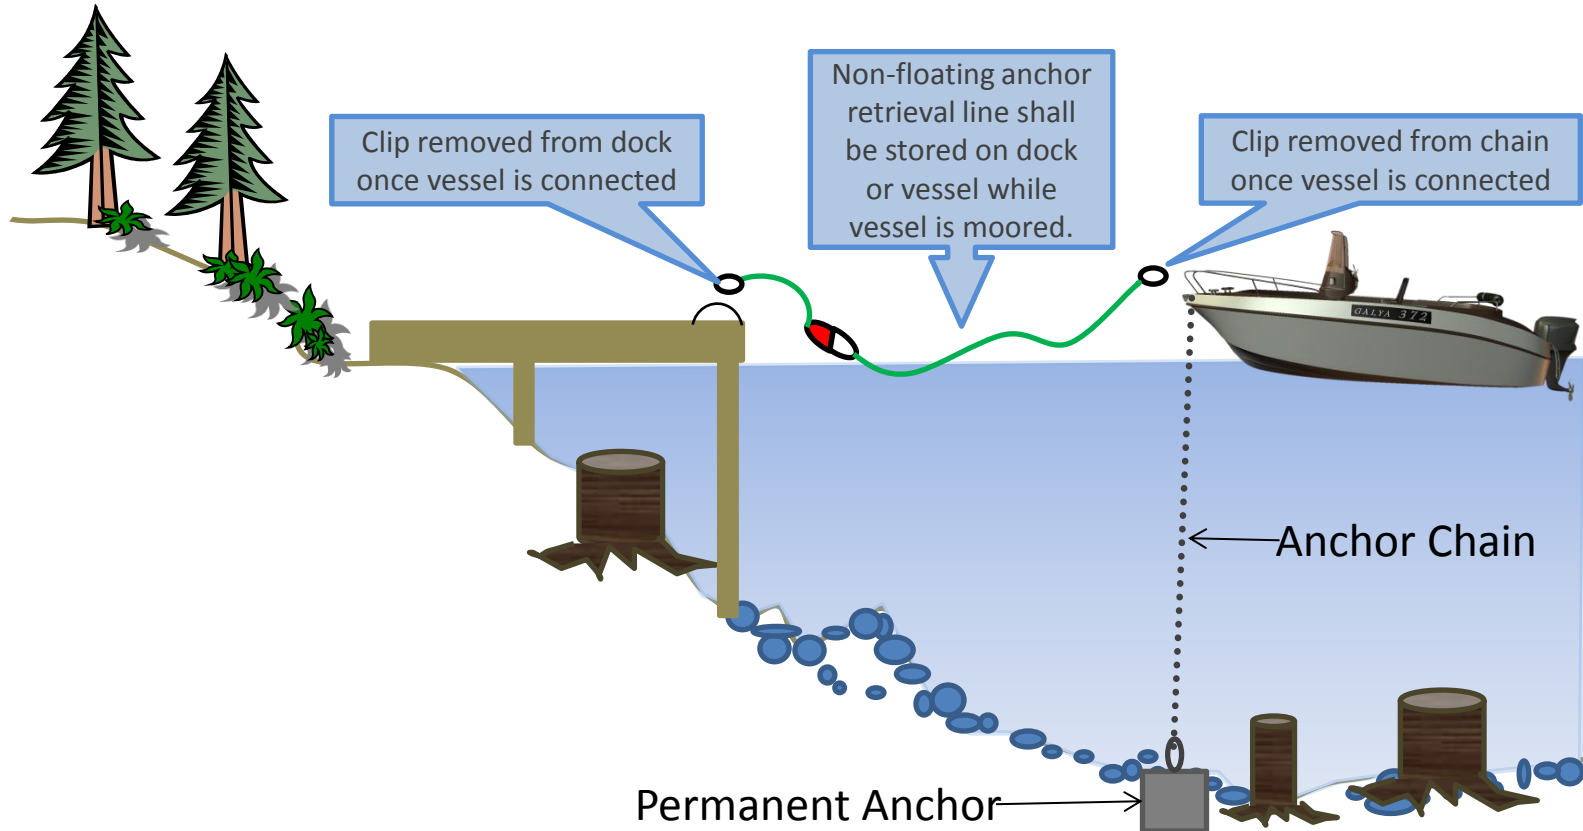 Non-floating anchor
retrieval line shall
be stored on dock
or vessel while
vessel is moored.
Clip removed from dock
once vessel is connected
Clip removed from chain
once vessel is connected
GALYA 372
Anchor Chain
Permanent Anchor